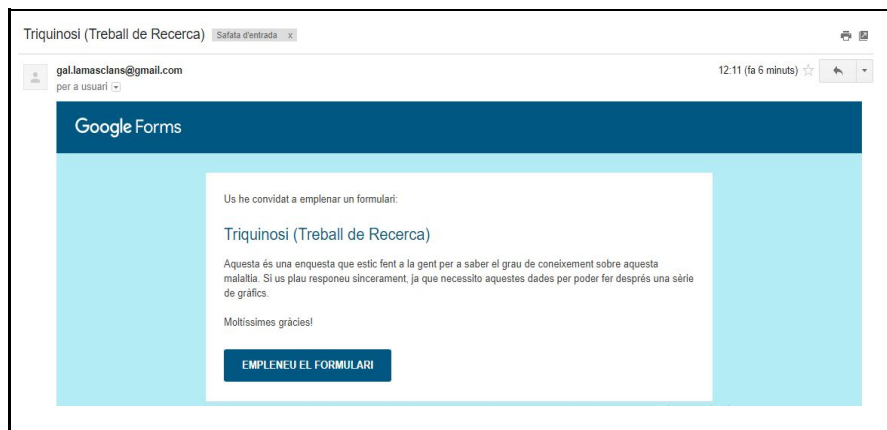 Triquinosi (Treball de Recerca) Safata d'entrada x
gal.lamasclans@gmail.com 12:11 (fa 6 minuts)
per a usuari
Google Forms
Us he convidat a emplenar un formulari:
Triquinosi (Treball de Recerca)
Aquesta és una enquesta que estic fent a la gent per a saber el grau de coneixement sobre aquesta
malaltia. Si us plau responeu sincerament, ja que necessito aquestes dades per poder fer després una sèrie
de gràfics.
Moltíssimes gràcies!
EMPLENEU EL FORMULARI